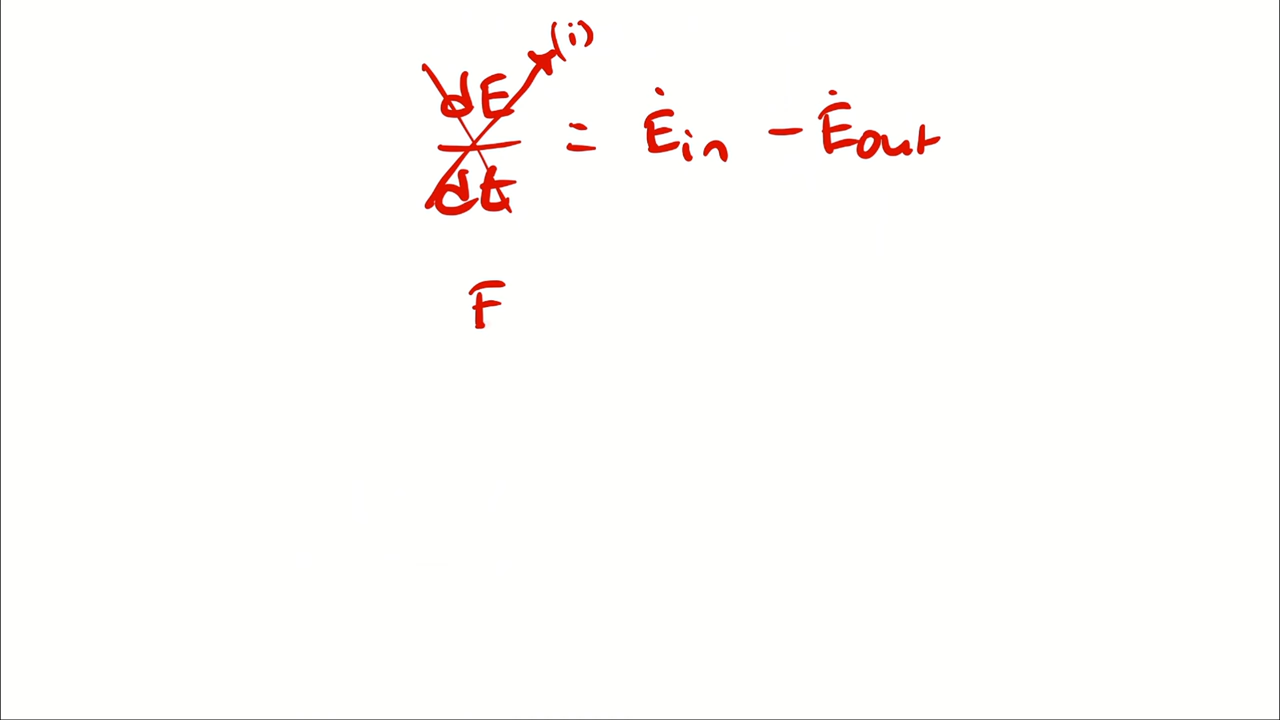 dE/dt (i) = Ėin - Ėout
F